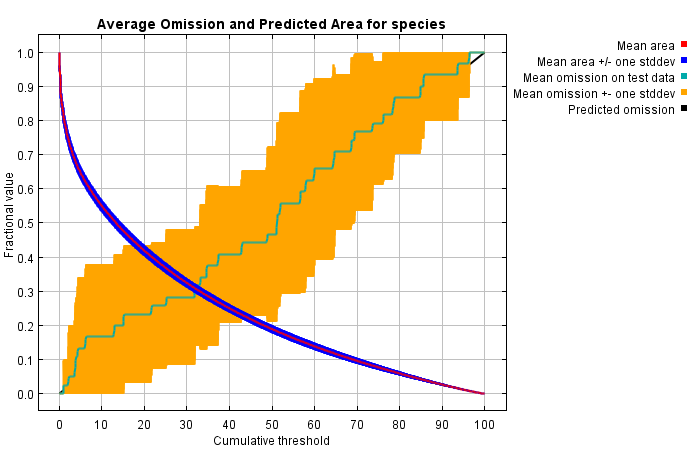 Average Omission and Predicted Area for species
Mean area
Mean area +/- one stddev
Mean omission on test data
Mean omission +- one stddev
Predicted omission
Fractional value
1.0
0.9
0.8
0.7
0.6
0.5
0.4
0.3
0.2
0.1
0.0
0 10 20 30 40 50 60 70 80 90 100
Cumulative threshold